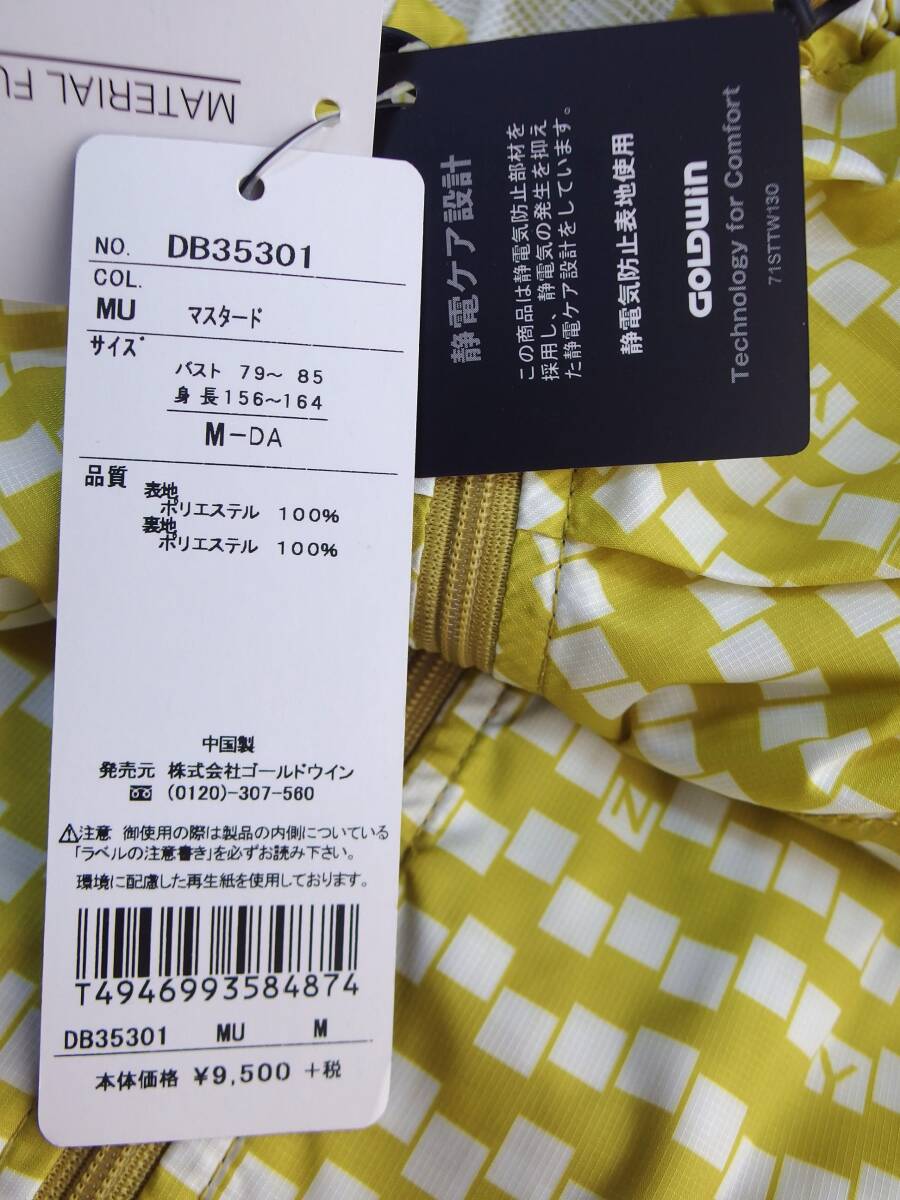 MATERIAL FU
NO. DB35301
COL.
MU マスタード
サイズ
バスト 79～ 85
身 長156～164
M-DA
品質
表地
ポリエステル 100%
裏地
ポリエステル 100%
中国製
発売元 株式会社ゴールドウイン
(0120)-307-560
⚠注意 御使用の際は製品の内側についている
「ラベルの注意書き」を必ずお読み下さい。
環境に配慮した再生紙を使用しております。
T4946993584874
DB35301 MU M
本体価格 ¥9,500 +税
静電ケア設計
この商品は静電気防止部材を
採用し、静電気の発生を抑え
た静電ケア設計をしています。
静電気防止表地使用
GOLDWIN
Technology for Comfort
71STTW130
Z
Y
Y